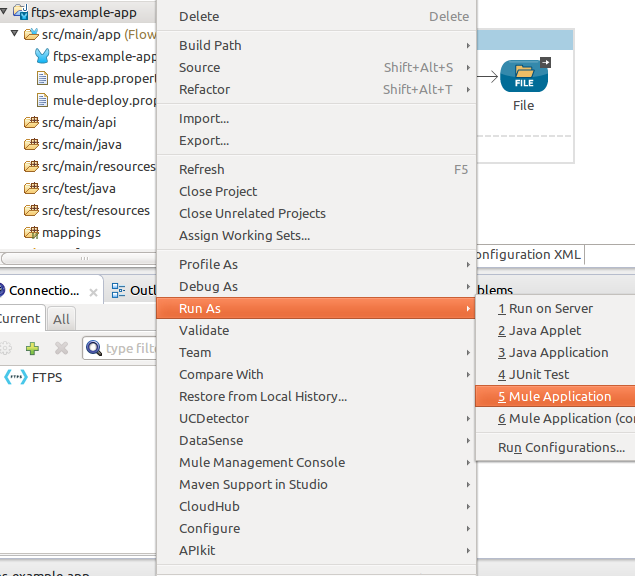 ftps-example-app
src/main/app (Flow
ftps-example-app
mule-app.propert
mule-deploy.prop
src/main/api
src/main/java
src/main/resources
src/test/java
src/test/resources
mappings
Connectio...
Outl
Current
All
type filte
FTPS
FTPS
Delete Delete
Build Path
Source Shift+Alt+S
Refactor Shift+Alt+T
Import...
Export...
Refresh F5
Close Project
Close Unrelated Projects
Assign Working Sets...
Profile As
Debug As
Run As
Validate
Team
Compare With
Restore from Local History...
UCDetector
DataSense
Mule Management Console
Maven Support in Studio
CloudHub
Configure
APIkit
FILE
File
onfiguration XML
blems
1 Run on Server
2 Java Applet
3 Java Application
4 JUnit Test
5 Mule Application
6 Mule Application (co
Run Configurations...
ps-example-app